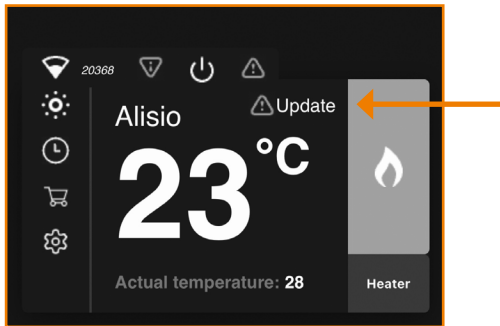 20368
Alisio
Update
23°C
Actual temperature: 28
Heater